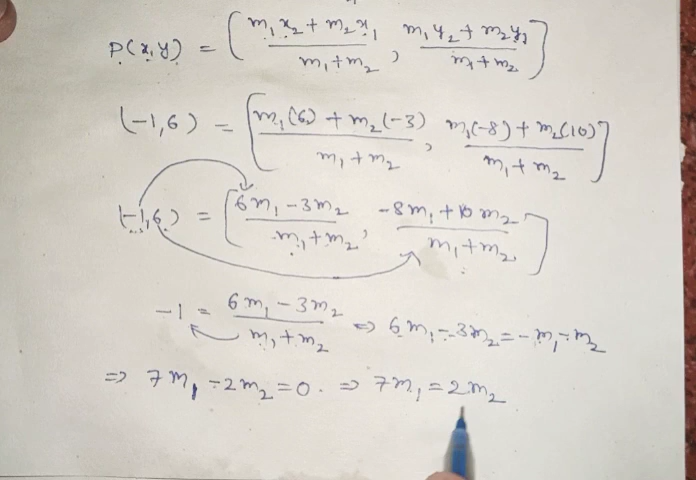 P(x,y) = [(m₁x₂ + m₂x₁)/(m₁+m₂), (m₁y₂ + m₂y₁)/(m₁+m₂)]
(-1,6) = [(m₁(6) + m₂(-3))/(m₁+m₂), (m₁(-8) + m₂(10))/(m₁+m₂)]
(-1,6) = [(6m₁ - 3m₂)/(m₁+m₂), (-8m₁ + 10m₂)/(m₁+m₂)]
-1 = (6m₁ - 3m₂)/(m₁+m₂) ⇒ 6m₁ - 3m₂ = -m₁ - m₂
⇒ 7m₁ - 2m₂ = 0. ⇒ 7m₁ = 2m₂